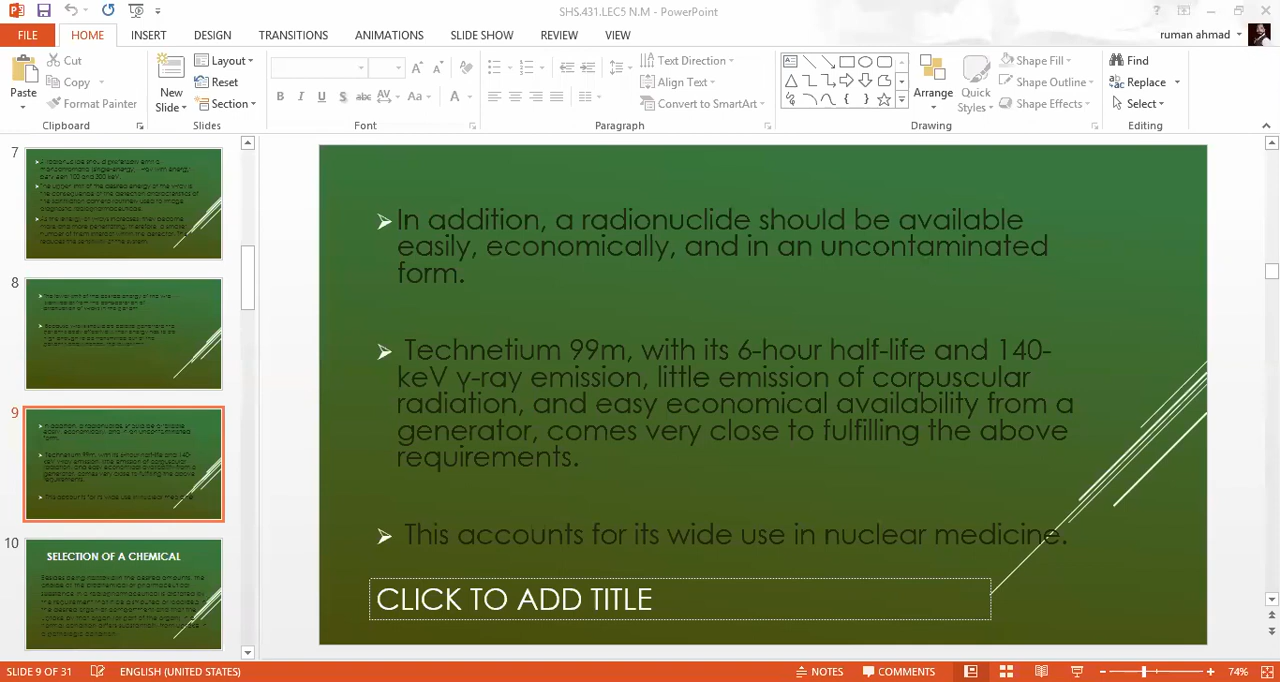 SHS.431.LEC5 N.M - PowerPoint
FILE HOME INSERT DESIGN TRANSITIONS ANIMATIONS SLIDE SHOW REVIEW VIEW ruman ahmad
Paste Cut Copy Format Painter
Clipboard
New Slide Layout Reset Section
Slides
B I U S abc AV Aa A
Font
Text Direction Align Text Convert to SmartArt
Paragraph
Arrange Quick Styles Shape Fill Shape Outline Shape Effects
Drawing
Find Replace Select
Editing
7
8
9
10
SELECTION OF A CHEMICAL
In addition, a radionuclide should be available
easily, economically, and in an uncontaminated
form.
Technetium 99m, with its 6-hour half-life and 140-
keV γ-ray emission, little emission of corpuscular
radiation, and easy economical availability from a
generator, comes very close to fulfilling the above
requirements.
This accounts for its wide use in nuclear medicine.
CLICK TO ADD TITLE
SLIDE 9 OF 31 ENGLISH (UNITED STATES) NOTES COMMENTS 74%